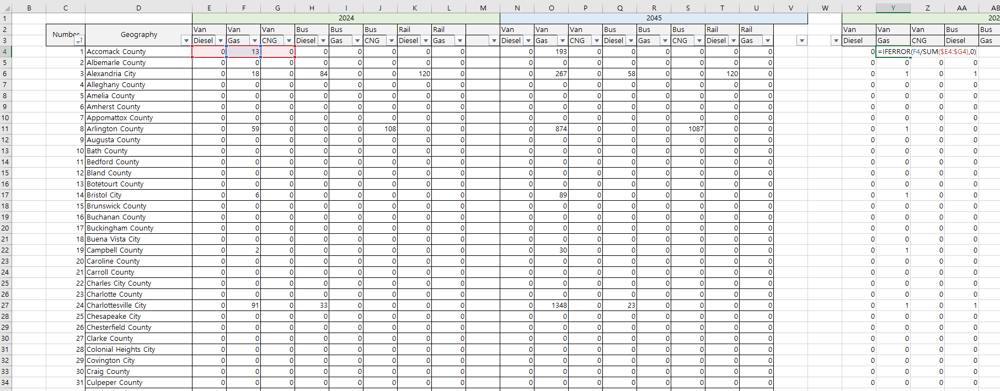 B C D E F G H I J K L M N O P Q R S T U V W X Y Z AA AB
1 2024 2045 202
2 Number Geography Van Van Van Bus Bus Bus Rail Rail Van Van Van Bus Bus Bus Rail Rail Van Van Van Bus Bus
3 Diesel Gas CNG Diesel Gas CNG Diesel Gas Diesel Gas CNG Diesel Gas CNG Diesel Gas Diesel Gas CNG Diesel Gas
4 1 Accomack County 0 13 0 0 0 0 0 0 0 193 0 0 0 0 0 0 0 =IFERROR(F4/SUM($E4:$G4),0)
5 2 Albemarle County 0 0 0 0 0 0 0 0 0 0 0 0 0 0 0 0 0 0 0 0
6 3 Alexandria City 0 18 0 84 0 0 120 0 0 267 0 58 0 0 120 0 0 1 0 1
7 4 Alleghany County 0 0 0 0 0 0 0 0 0 0 0 0 0 0 0 0 0 0 0 0
8 5 Amelia County 0 0 0 0 0 0 0 0 0 0 0 0 0 0 0 0 0 0 0 0
9 6 Amherst County 0 0 0 0 0 0 0 0 0 0 0 0 0 0 0 0 0 0 0 0
10 7 Appomattox County 0 0 0 0 0 0 0 0 0 0 0 0 0 0 0 0 0 0 0 0
11 8 Arlington County 0 59 0 0 0 108 0 0 0 874 0 0 0 1087 0 0 0 1 0 0
12 9 Augusta County 0 0 0 0 0 0 0 0 0 0 0 0 0 0 0 0 0 0 0 0
13 10 Bath County 0 0 0 0 0 0 0 0 0 0 0 0 0 0 0 0 0 0 0 0
14 11 Bedford County 0 0 0 0 0 0 0 0 0 0 0 0 0 0 0 0 0 0 0 0
15 12 Bland County 0 0 0 0 0 0 0 0 0 0 0 0 0 0 0 0 0 0 0 0
16 13 Botetourt County 0 0 0 0 0 0 0 0 0 0 0 0 0 0 0 0 0 0 0 0
17 14 Bristol City 0 6 0 0 0 0 0 0 0 89 0 0 0 0 0 0 0 1 0 0
18 15 Brunswick County 0 0 0 0 0 0 0 0 0 0 0 0 0 0 0 0 0 0 0 0
19 16 Buchanan County 0 0 0 0 0 0 0 0 0 0 0 0 0 0 0 0 0 0 0 0
20 17 Buckingham County 0 0 0 0 0 0 0 0 0 0 0 0 0 0 0 0 0 0 0 0
21 18 Buena Vista City 0 0 0 0 0 0 0 0 0 0 0 0 0 0 0 0 0 0 0 0
22 19 Campbell County 0 2 0 0 0 0 0 0 0 30 0 0 0 0 0 0 0 1 0 0
23 20 Caroline County 0 0 0 0 0 0 0 0 0 0 0 0 0 0 0 0 0 0 0 0
24 21 Carroll County 0 0 0 0 0 0 0 0 0 0 0 0 0 0 0 0 0 0 0 0
25 22 Charles City County 0 0 0 0 0 0 0 0 0 0 0 0 0 0 0 0 0 0 0 0
26 23 Charlotte County 0 0 0 0 0 0 0 0 0 0 0 0 0 0 0 0 0 0 0 0
27 24 Charlottesville City 0 91 0 33 0 0 0 0 0 1348 0 23 0 0 0 0 0 1 0 1
28 25 Chesapeake City 0 0 0 0 0 0 0 0 0 0 0 0 0 0 0 0 0 0 0 0
29 26 Chesterfield County 0 0 0 0 0 0 0 0 0 0 0 0 0 0 0 0 0 0 0 0
30 27 Clarke County 0 0 0 0 0 0 0 0 0 0 0 0 0 0 0 0 0 0 0 0
31 28 Colonial Heights City 0 0 0 0 0 0 0 0 0 0 0 0 0 0 0 0 0 0 0 0
32 29 Covington City 0 0 0 0 0 0 0 0 0 0 0 0 0 0 0 0 0 0 0 0
33 30 Craig County 0 0 0 0 0 0 0 0 0 0 0 0 0 0 0 0 0 0 0 0
34 31 Culpeper County 0 0 0 0 0 0 0 0 0 0 0 0 0 0 0 0 0 0 0 0